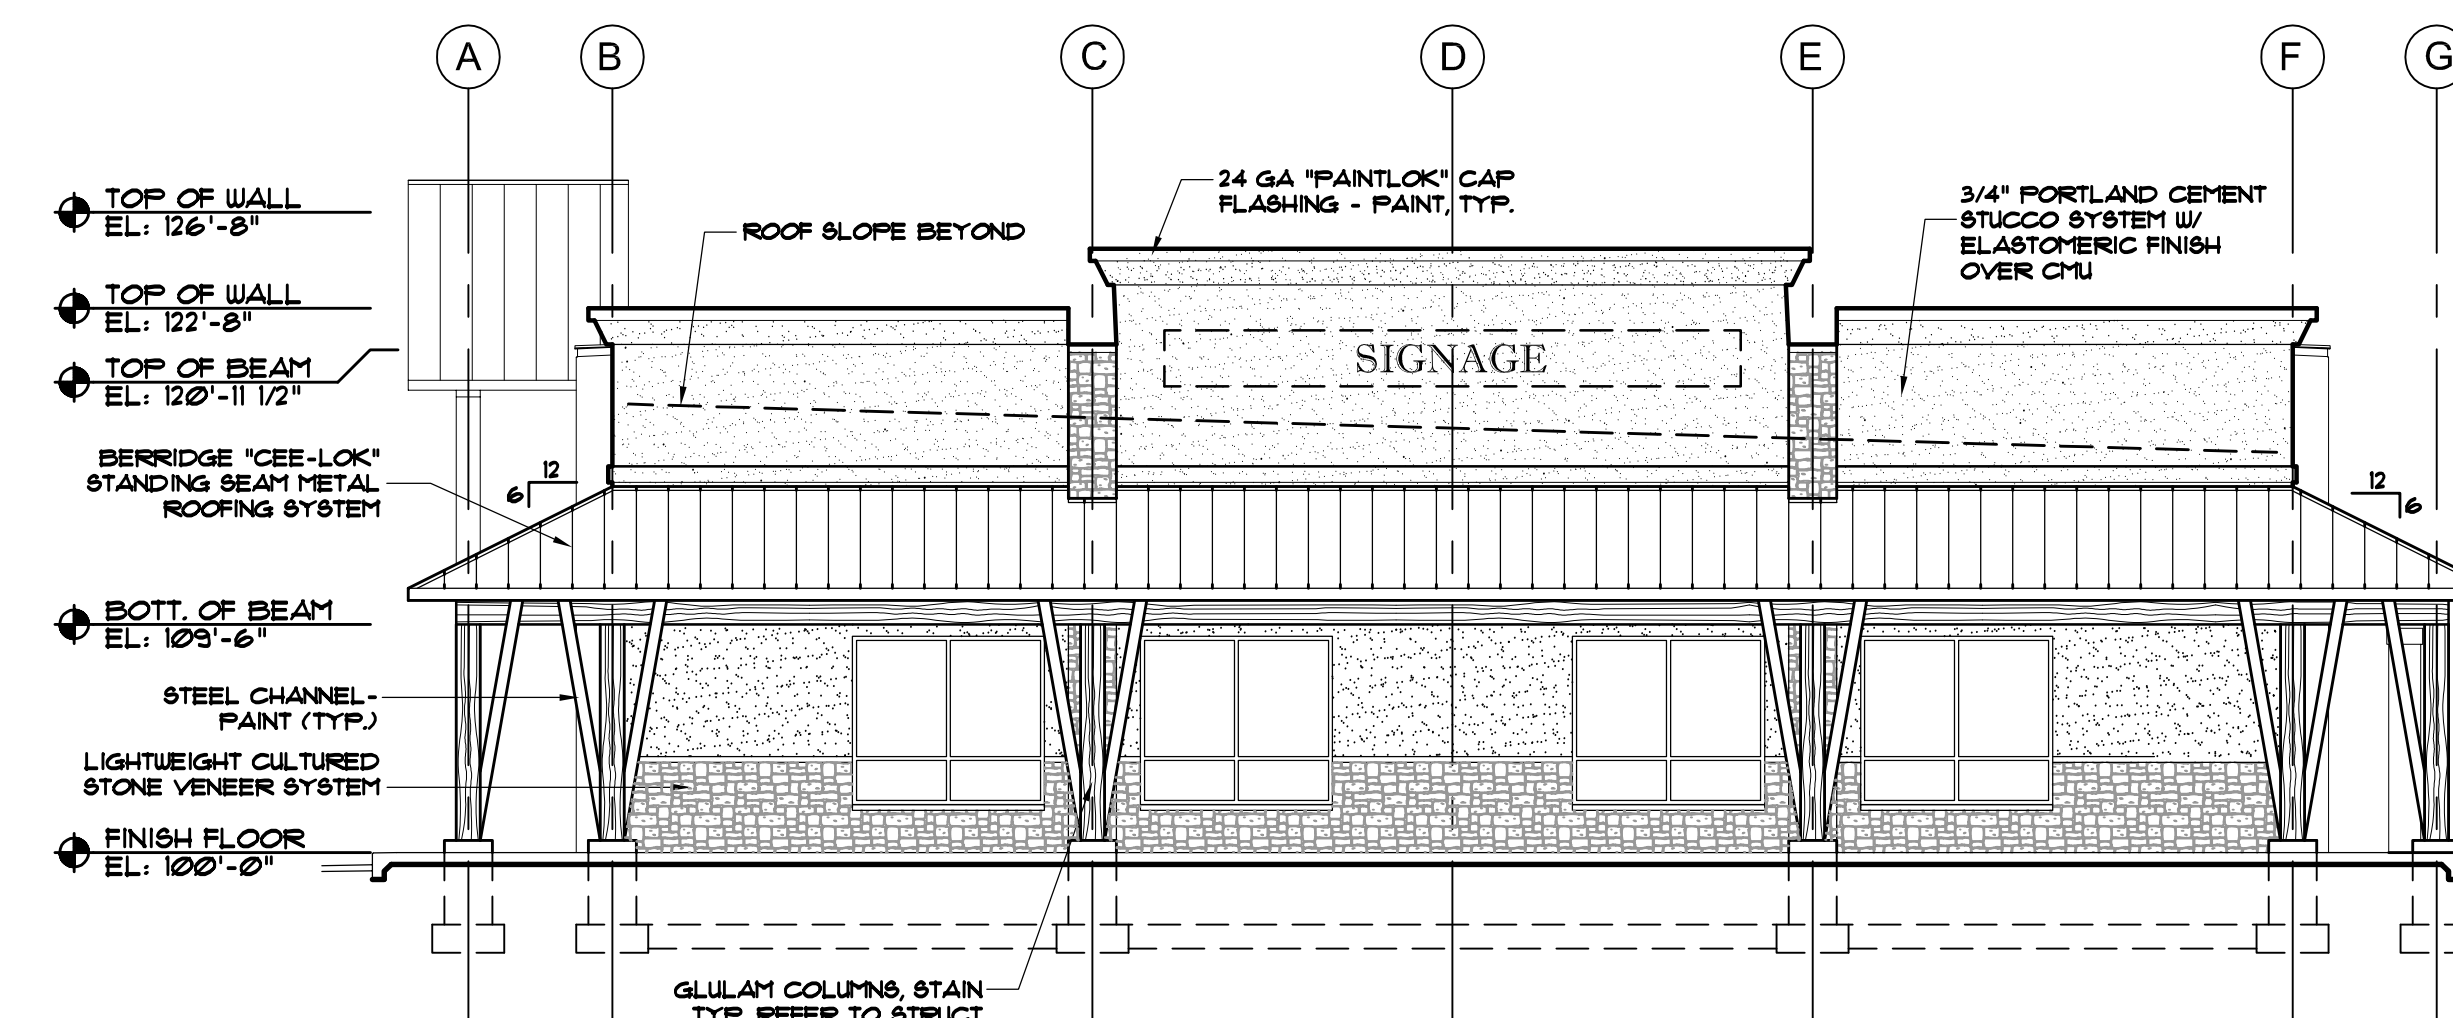 A B C D E F G
TOP OF WALL
EL: 126'-8"
TOP OF WALL
EL: 122'-8"
TOP OF BEAM
EL: 120'-11 1/2"
BERRIDGE "CEE-LOK"
STANDING SEAM METAL
ROOFING SYSTEM
BOTT. OF BEAM
EL: 109'-6"
STEEL CHANNEL-
PAINT (TYP.)
LIGHTWEIGHT CULTURED
STONE VENEER SYSTEM
FINISH FLOOR
EL: 100'-0"
12
6
ROOF SLOPE BEYOND
24 GA "PAINTLOK" CAP
FLASHING - PAINT, TYP.
SIGNAGE
3/4" PORTLAND CEMENT
STUCCO SYSTEM W/
ELASTOMERIC FINISH
OVER CMU
12
6
GLULAM COLUMNS, STAIN
TYP. REFER TO STRUCT